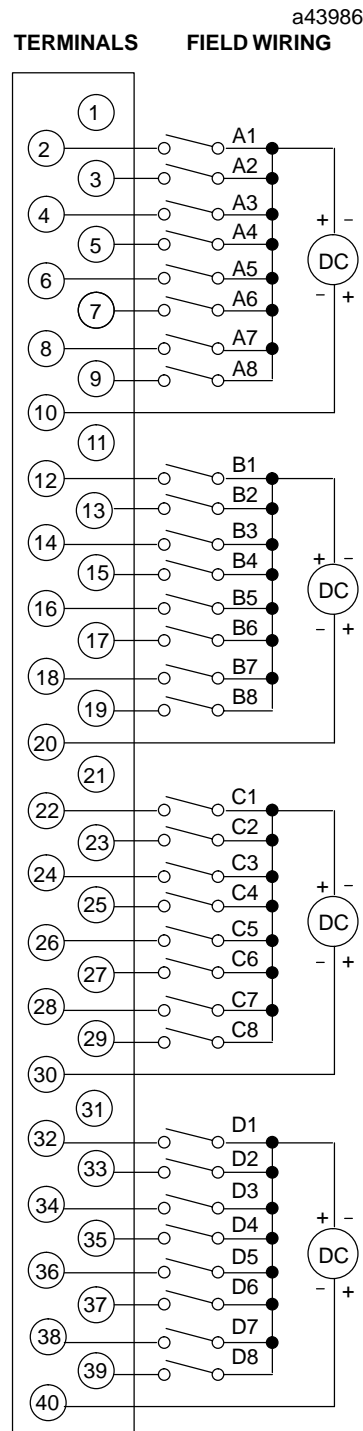 a43986
TERMINALS FIELD WIRING
1
2 A1
3 A2
4 A3
5 A4
6 A5
7 A6
8 A7
9 A8
+ −
DC
− +
10
11
12 B1
13 B2
14 B3
15 B4
16 B5
17 B6
18 B7
19 B8
+ −
DC
− +
20
21
22 C1
23 C2
24 C3
25 C4
26 C5
27 C6
28 C7
29 C8
+ −
DC
− +
30
31
32 D1
33 D2
34 D3
35 D4
36 D5
37 D6
38 D7
39 D8
+ −
DC
− +
40